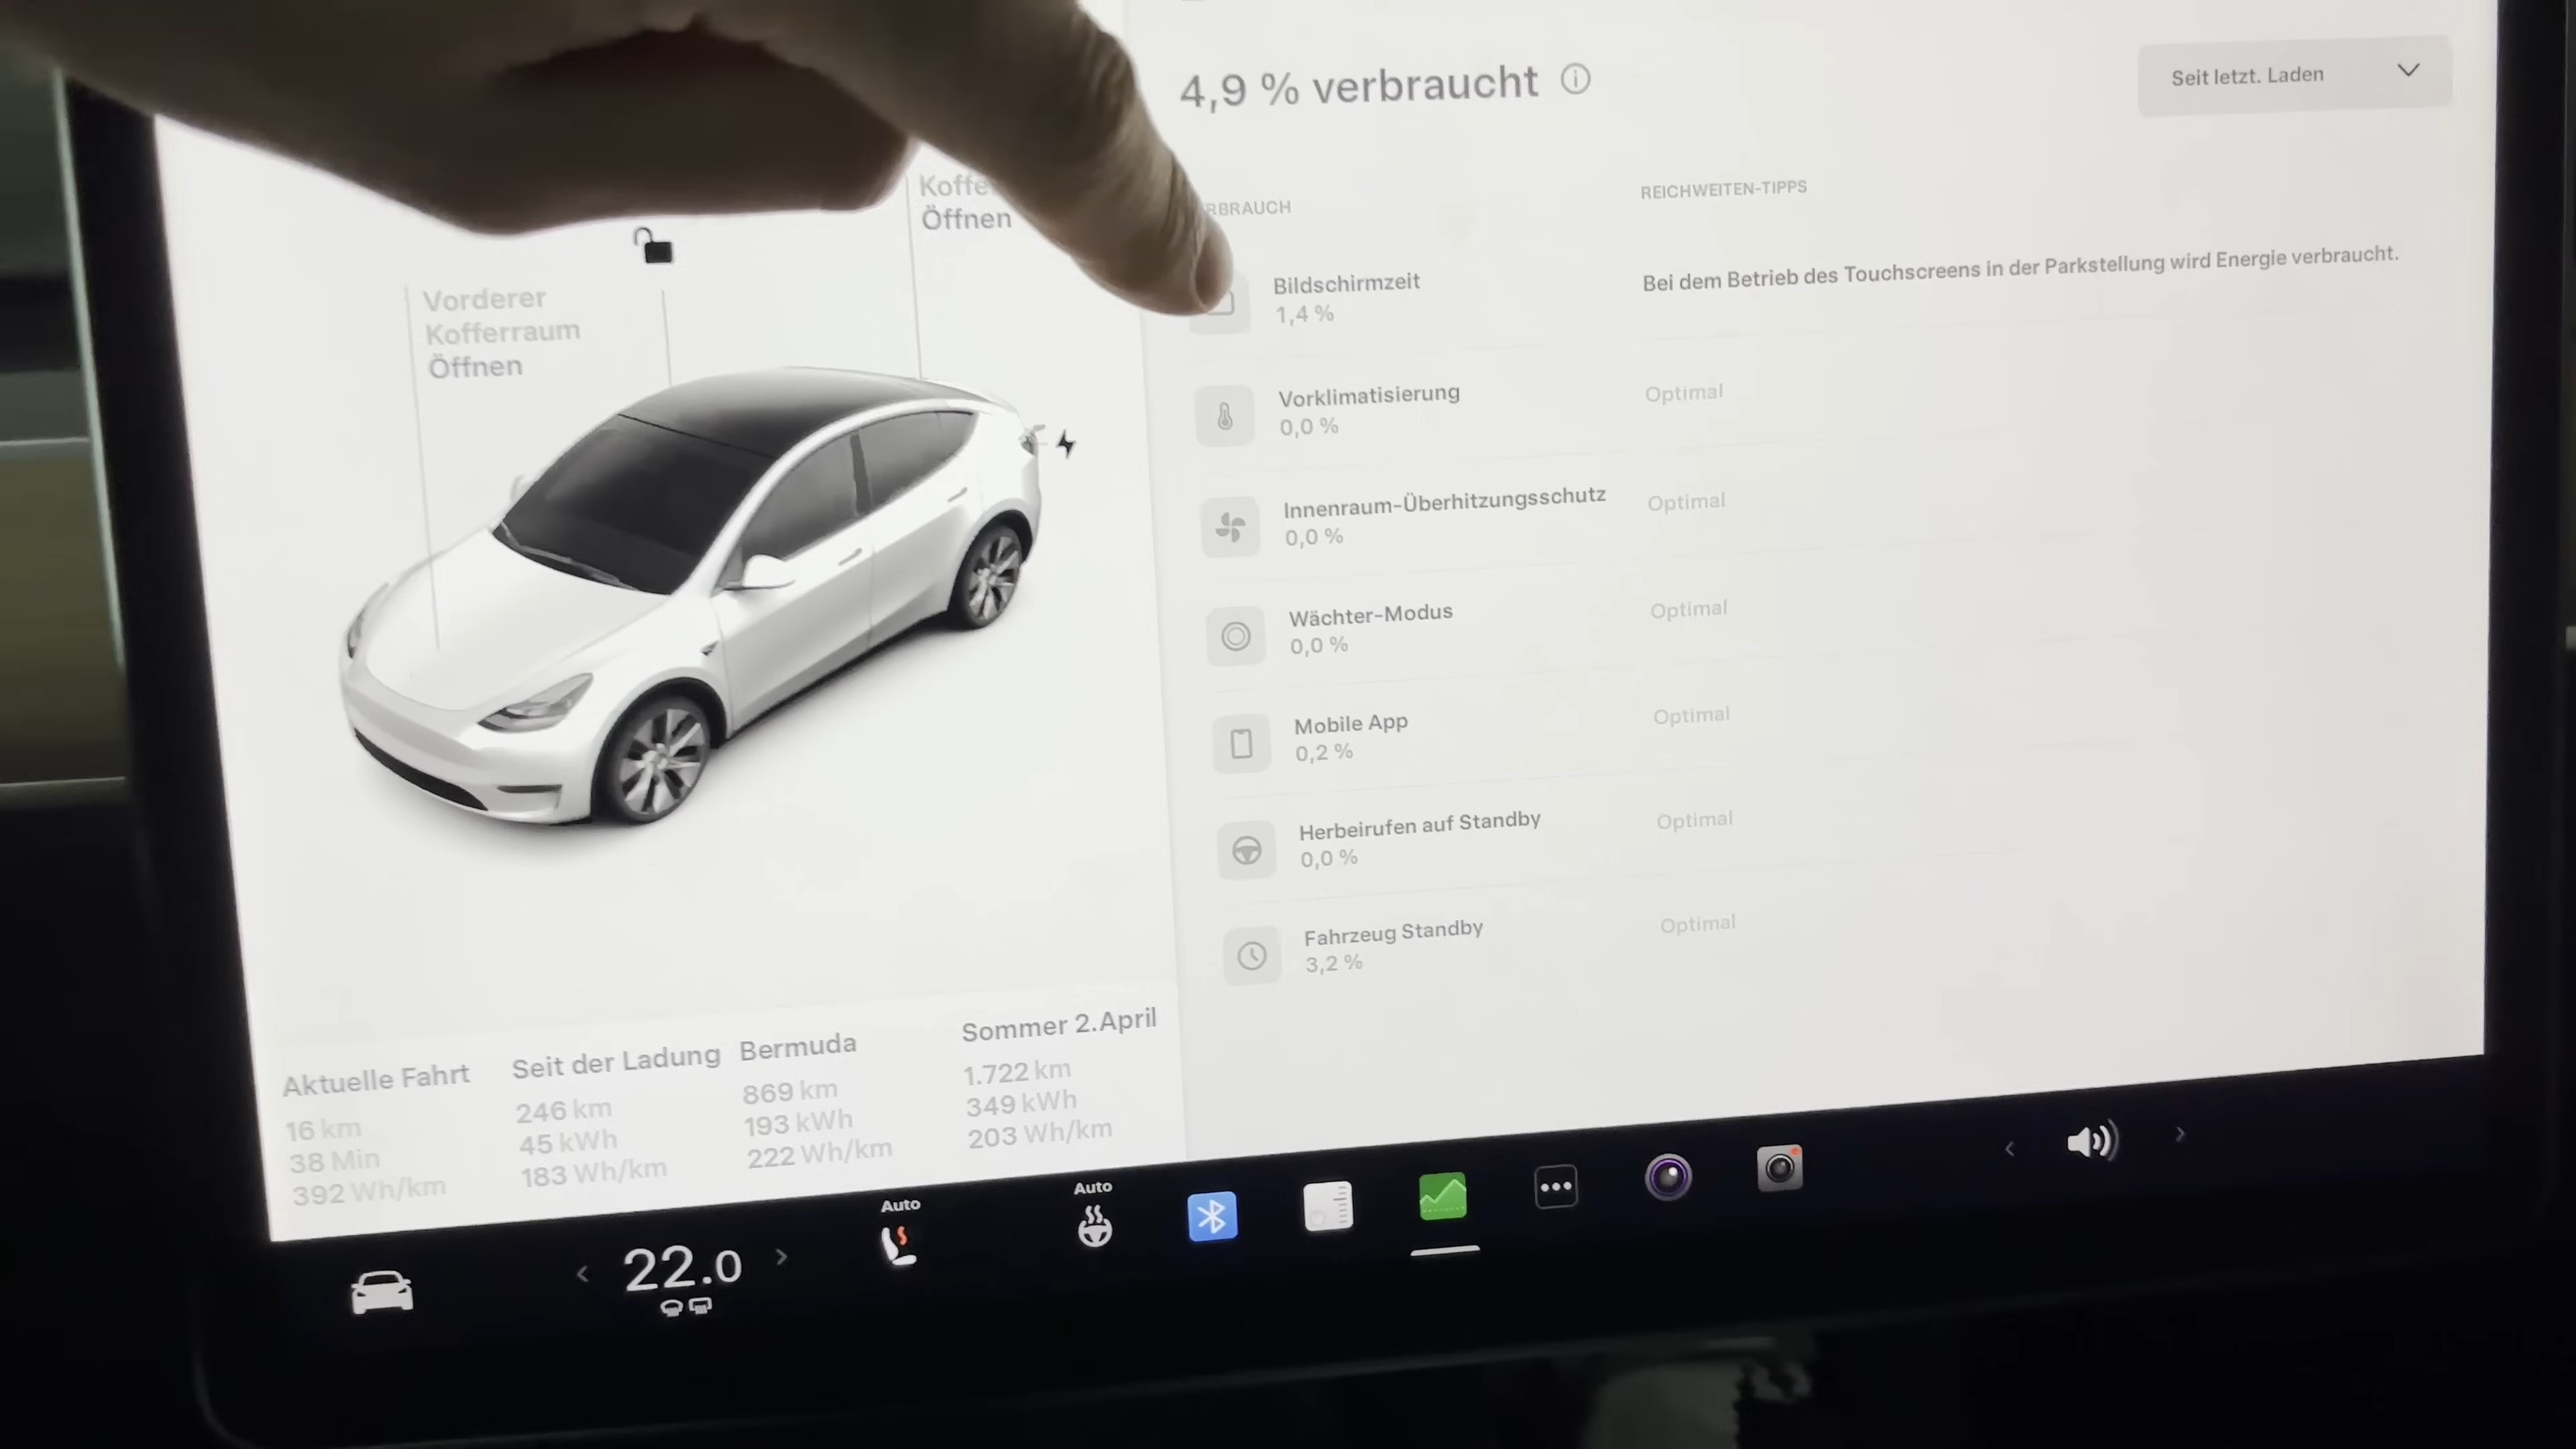 4,9 % verbraucht
Seit letzt. Laden
REICHWEITEN-TIPPS
Bildschirmzeit
1,4 %
Bei dem Betrieb des Touchscreens in der Parkstellung wird Energie verbraucht.
Vorklimatisierung
0,0 %
Optimal
Innenraum-Überhitzungsschutz
0,0 %
Optimal
Wächter-Modus
0,0 %
Optimal
Mobile App
0,2 %
Optimal
Herbeirufen auf Standby
0,0 %
Optimal
Fahrzeug Standby
3,2 %
Optimal
Öffnen
Vorderer
Kofferraum
Öffnen
Aktuelle Fahrt
16 km
38 Min
392 Wh/km
Seit der Ladung
246 km
45 kWh
183 Wh/km
Bermuda
869 km
193 kWh
222 Wh/km
Sommer 2.April
1.722 km
349 kWh
203 Wh/km
22.0
Auto
Auto